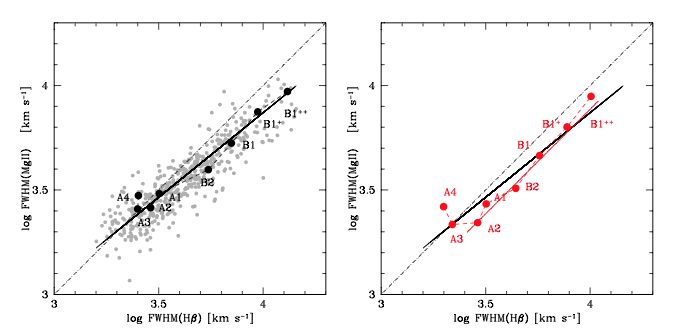 log FWHM(MgII) [km s⁻¹]
4
3.5
3
A4
A3
A2
A1
B2
B1
B1⁺
B1⁺⁺
3
3.5
4
log FWHM(Hβ) [km s⁻¹]
log FWHM(MgII) [km s⁻¹]
4
3.5
3
A4
A3
A2
A1
B2
B1
B1⁺
B1⁺⁺
3
3.5
4
log FWHM(Hβ) [km s⁻¹]